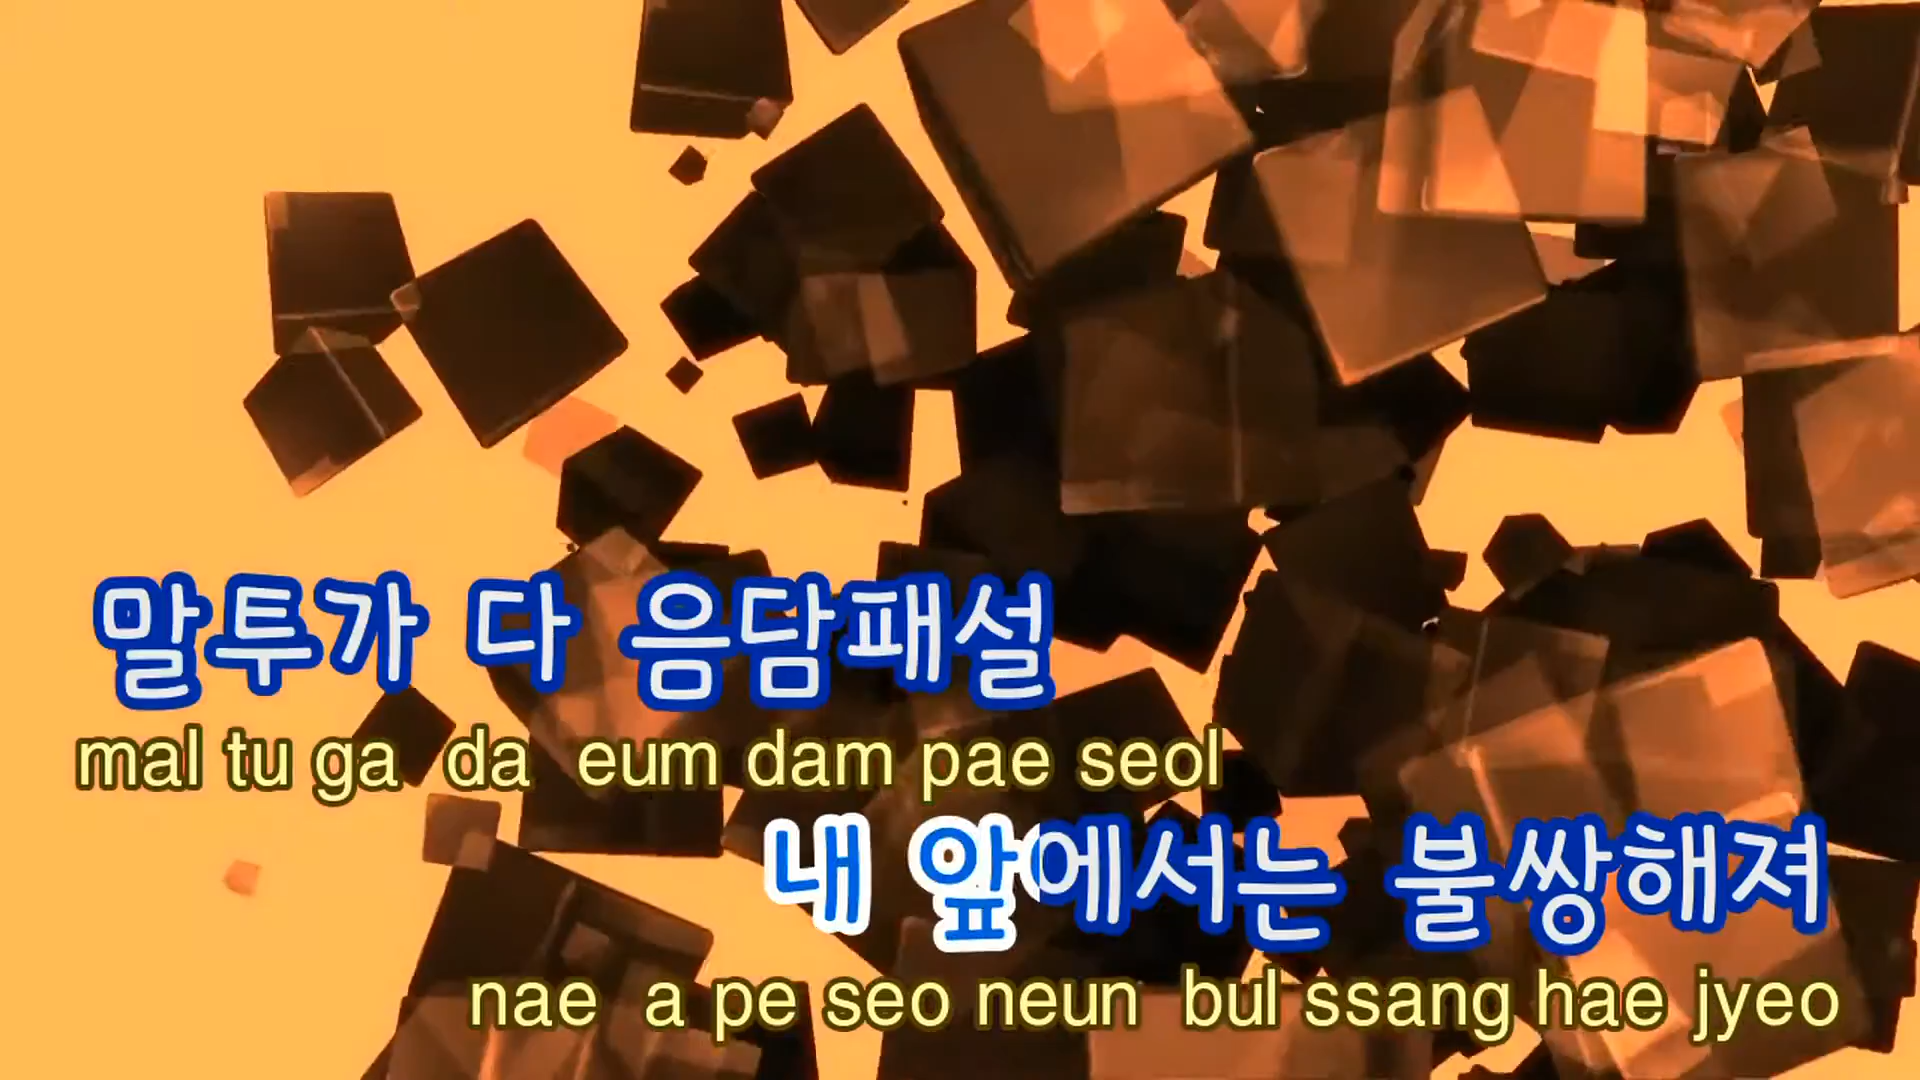 말투가 다 음담패설
mal tu ga da eum dam pae seol
내 앞에서는 불쌍해져
nae a pe seo neun bul ssang hae jyeo